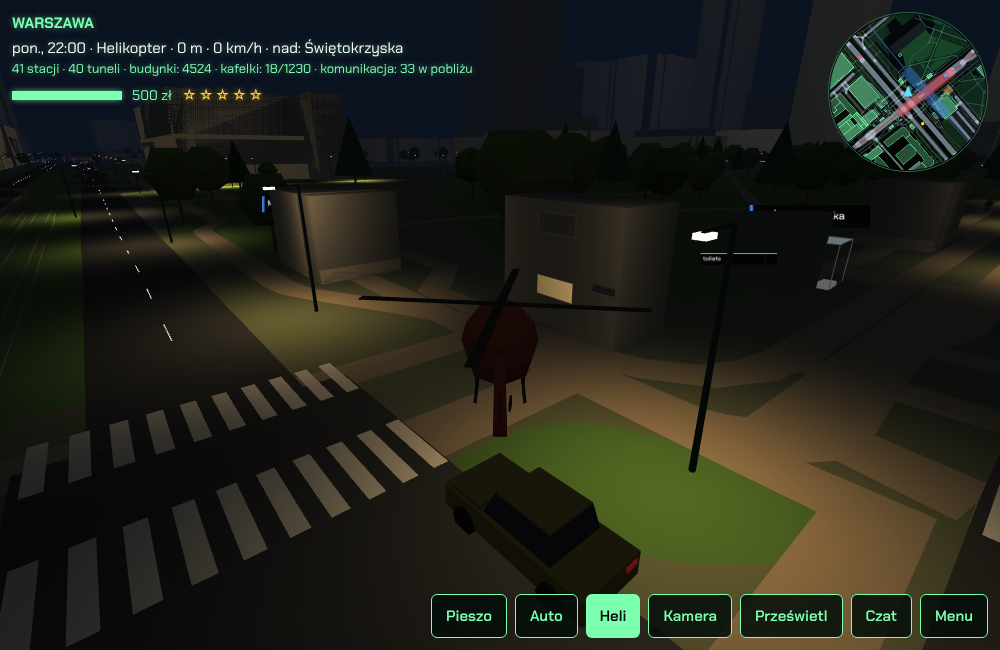 WARSZAWA
pon., 22:00 · Helikopter · 0 m · 0 km/h · nad: Świętokrzyska
41 stacji · 40 tuneli · budynki: 4524 · kafelki: 18/1230 · komunikacja: 33 w pobliżu
500 zł ☆☆☆☆☆
M
ka
toilets
Pieszo Auto Heli Kamera Prześwietl Czat Menu